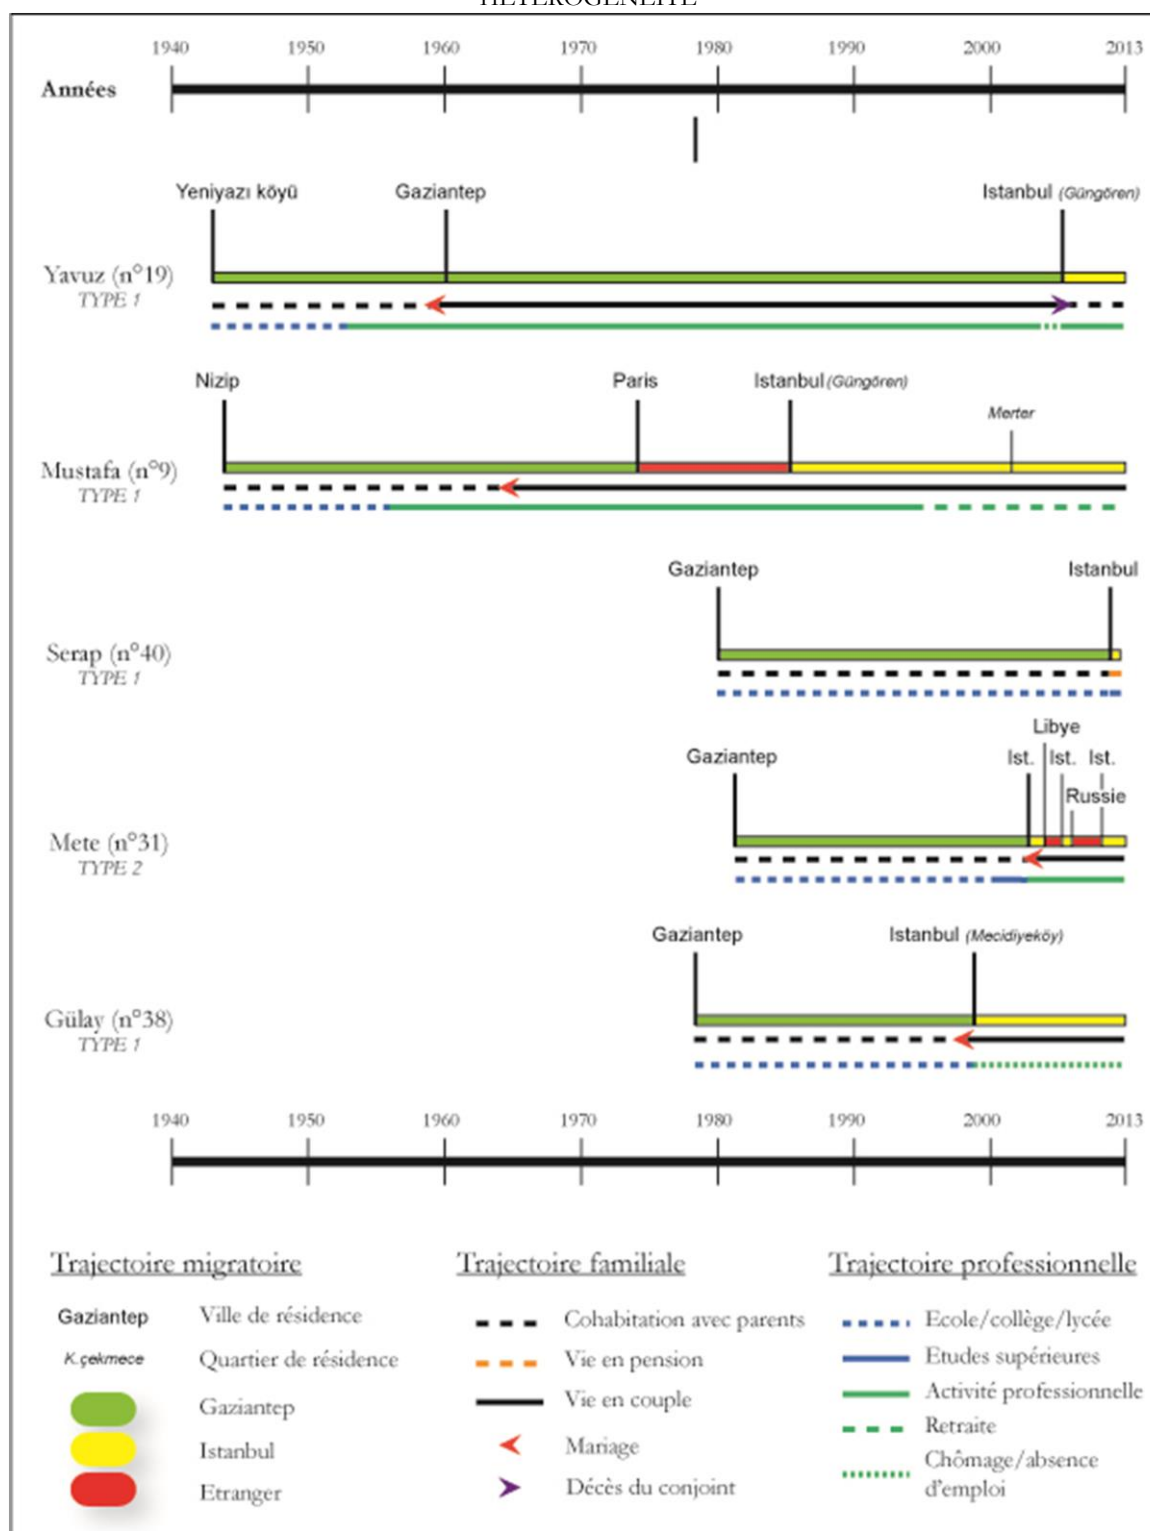 HÉTÉROGÉNÉITÉ
1940 1950 1960 1970 1980 1990 2000 2013
Années
Yeniyazı köyü Gaziantep Istanbul (Güngören)
Yavuz (n°19)
TYPE 1
Nizip Paris Istanbul (Güngören)
Merter
Mustafa (n°9)
TYPE 1
Gaziantep Istanbul
Serap (n°40)
TYPE 1
Libye
Gaziantep Ist. Ist. Ist.
Russie
Mete (n°31)
TYPE 2
Gaziantep Istanbul (Mecidiyeköy)
Gülay (n°38)
TYPE 1
1940 1950 1960 1970 1980 1990 2000 2013
Trajectoire migratoire
Gaziantep Ville de résidence
K.çekmece Quartier de résidence
Gaziantep
Istanbul
Etranger
Trajectoire familiale
Cohabitation avec parents
Vie en pension
Vie en couple
Mariage
Décès du conjoint
Trajectoire professionnelle
Ecole/collège/lycée
Etudes supérieures
Activité professionnelle
Retraite
Chômage/absence
d'emploi